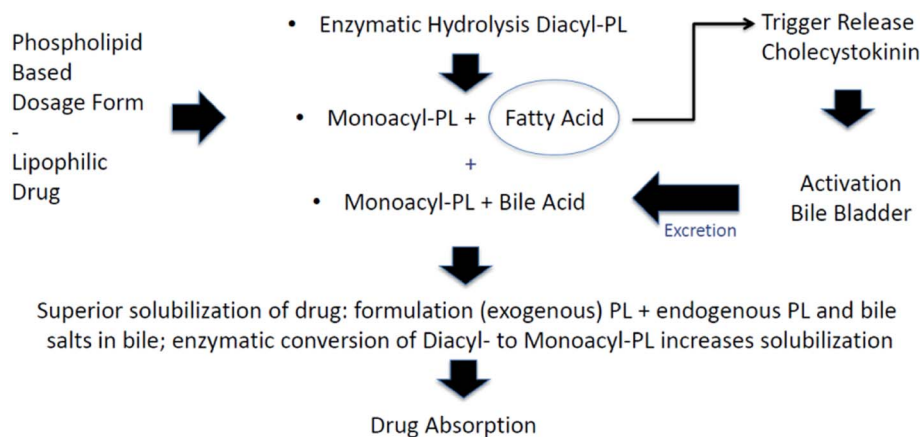 Phospholipid
Based
Dosage Form
-
Lipophilic
Drug
• Enzymatic Hydrolysis Diacyl-PL
• Monoacyl-PL + Fatty Acid
+
• Monoacyl-PL + Bile Acid
Trigger Release
Cholecystokinin
Activation
Bile Bladder
Excretion
Superior solubilization of drug: formulation (exogenous) PL + endogenous PL and bile
salts in bile; enzymatic conversion of Diacyl- to Monoacyl-PL increases solubilization
Drug Absorption